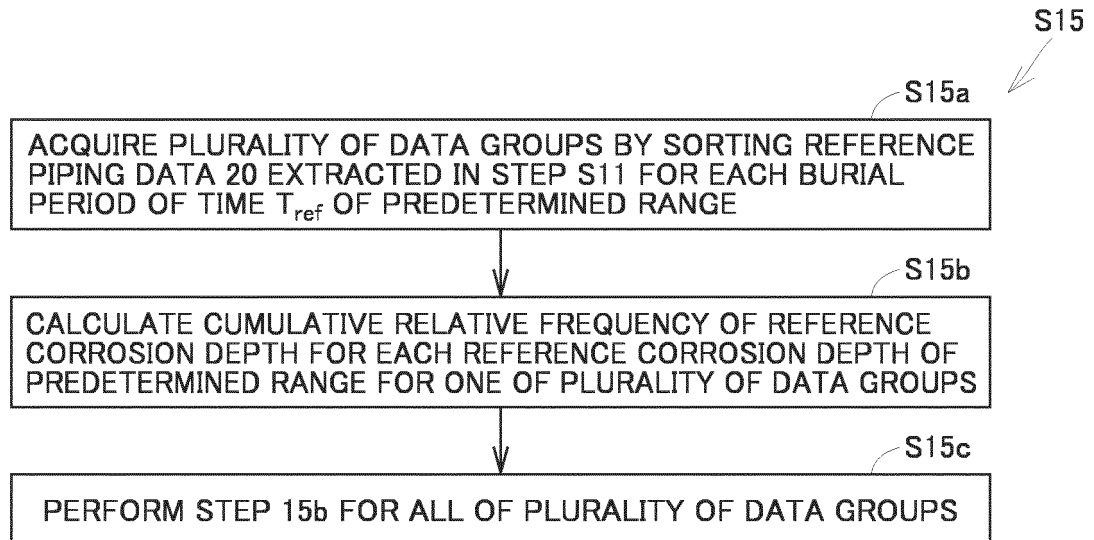 S15
S15a
ACQUIRE PLURALITY OF DATA GROUPS BY SORTING REFERENCE
PIPING DATA 20 EXTRACTED IN STEP S11 FOR EACH BURIAL
PERIOD OF TIME Tref OF PREDETERMINED RANGE
S15b
CALCULATE CUMULATIVE RELATIVE FREQUENCY OF REFERENCE
CORROSION DEPTH FOR EACH REFERENCE CORROSION DEPTH OF
PREDETERMINED RANGE FOR ONE OF PLURALITY OF DATA GROUPS
S15c
PERFORM STEP 15b FOR ALL OF PLURALITY OF DATA GROUPS